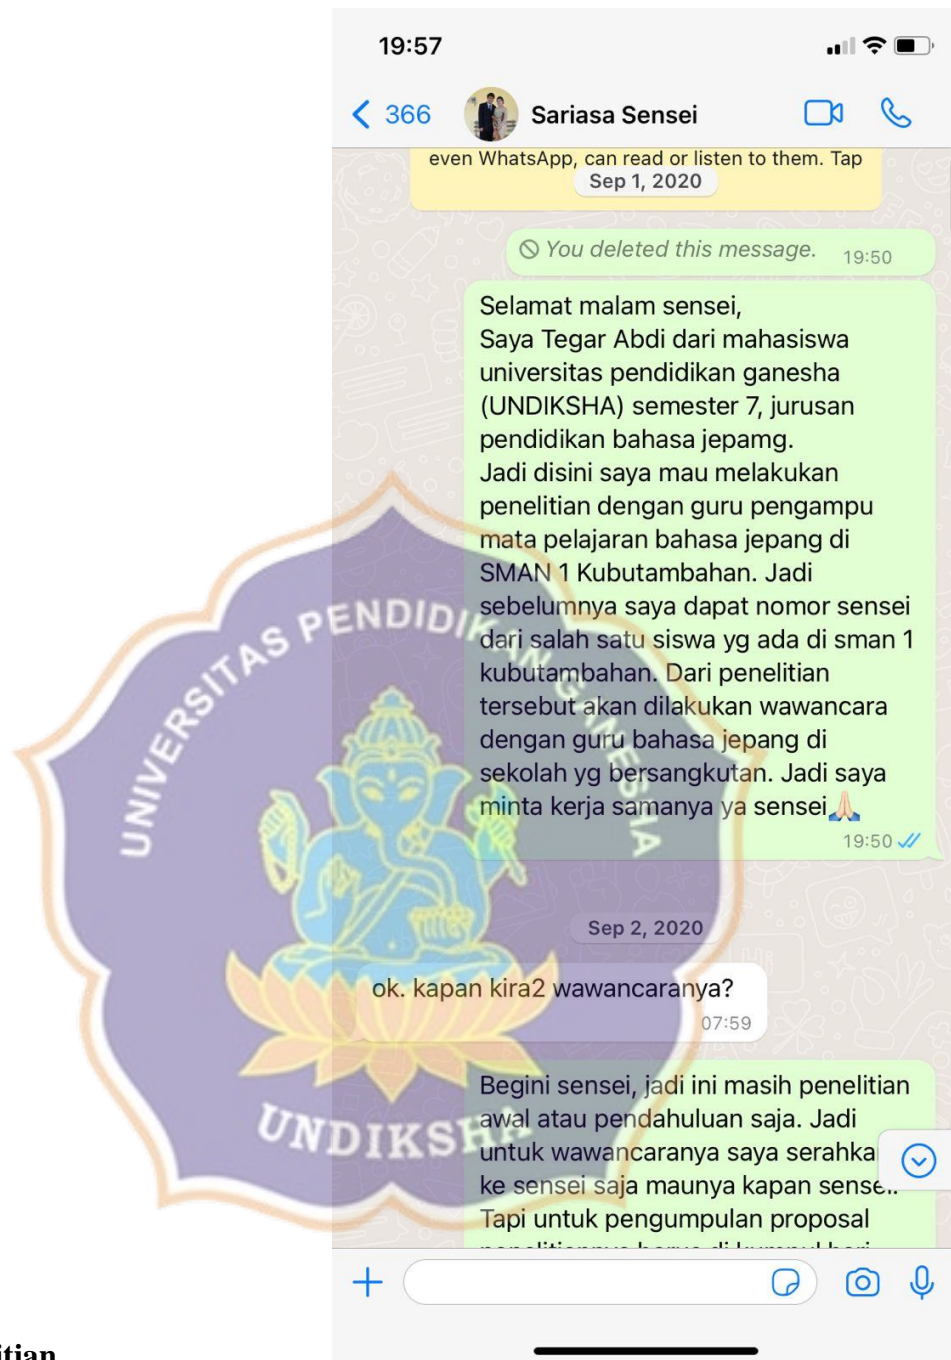 19:57
366
Sariasa Sensei
even WhatsApp, can read or listen to them. Tap
Sep 1, 2020
You deleted this message. 19:50
Selamat malam sensei,
Saya Tegar Abdi dari mahasiswa
universitas pendidikan ganesha
(UNDIKSHA) semester 7, jurusan
pendidikan bahasa jepamg.
Jadi disini saya mau melakukan
penelitian dengan guru pengampu
mata pelajaran bahasa jepang di
SMAN 1 Kubutambahan. Jadi
sebelumnya saya dapat nomor sensei
dari salah satu siswa yg ada di sman 1
kubutambahan. Dari penelitian
tersebut akan dilakukan wawancara
dengan guru bahasa jepang di
sekolah yg bersangkutan. Jadi saya
minta kerja samanya ya sensei🙏🏻
19:50
Sep 2, 2020
ok. kapan kira2 wawancaranya?
07:59
Begini sensei, jadi ini masih penelitian
awal atau pendahuluan saja. Jadi
untuk wawancaranya saya serahka
ke sensei saja maunya kapan sensei.
Tapi untuk pengumpulan proposal
UNIVERSITAS PENDIDIKAN GANESHA
UNDIKSHA
itian